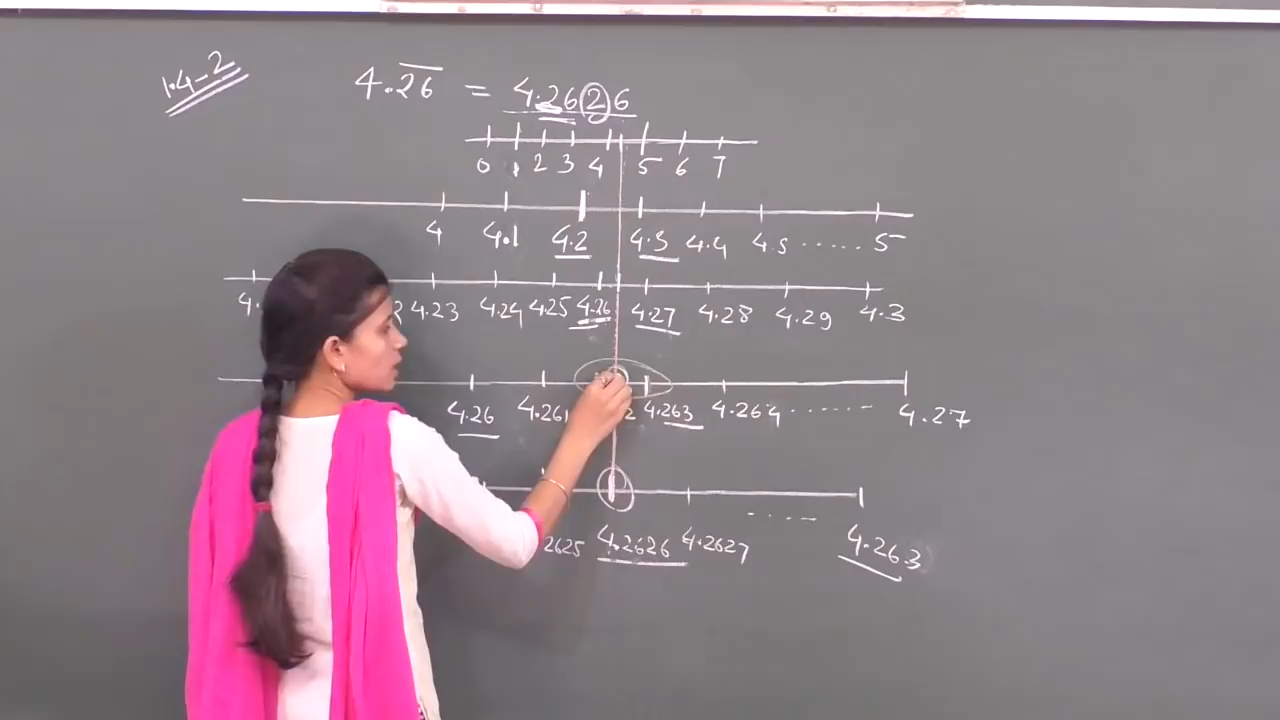 1.4-2
4.26̅ = 4.2626
0 1 2 3 4 5 6 7
4 4.1 4.2 4.3 4.4 4.5 ...... 5
4.23 4.24 4.25 4.26 4.27 4.28 4.29 4.3
4.26 4.261 4.263 4.264 ...... 4.27
2625 4.2626 4.2627 .... 4.263